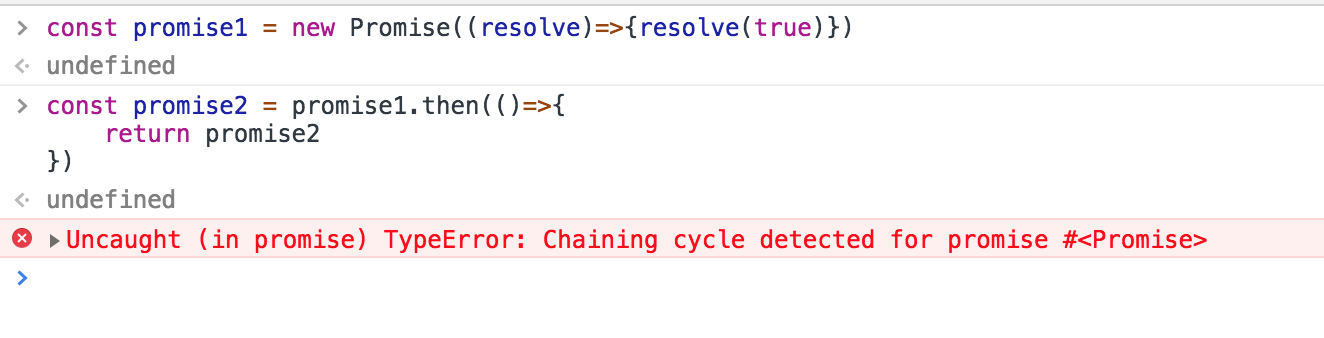 > const promise1 = new Promise((resolve)=>{resolve(true)})
<· undefined
> const promise2 = promise1.then(()=>{
    return promise2
})
<· undefined
Uncaught (in promise) TypeError: Chaining cycle detected for promise #<Promise>
>